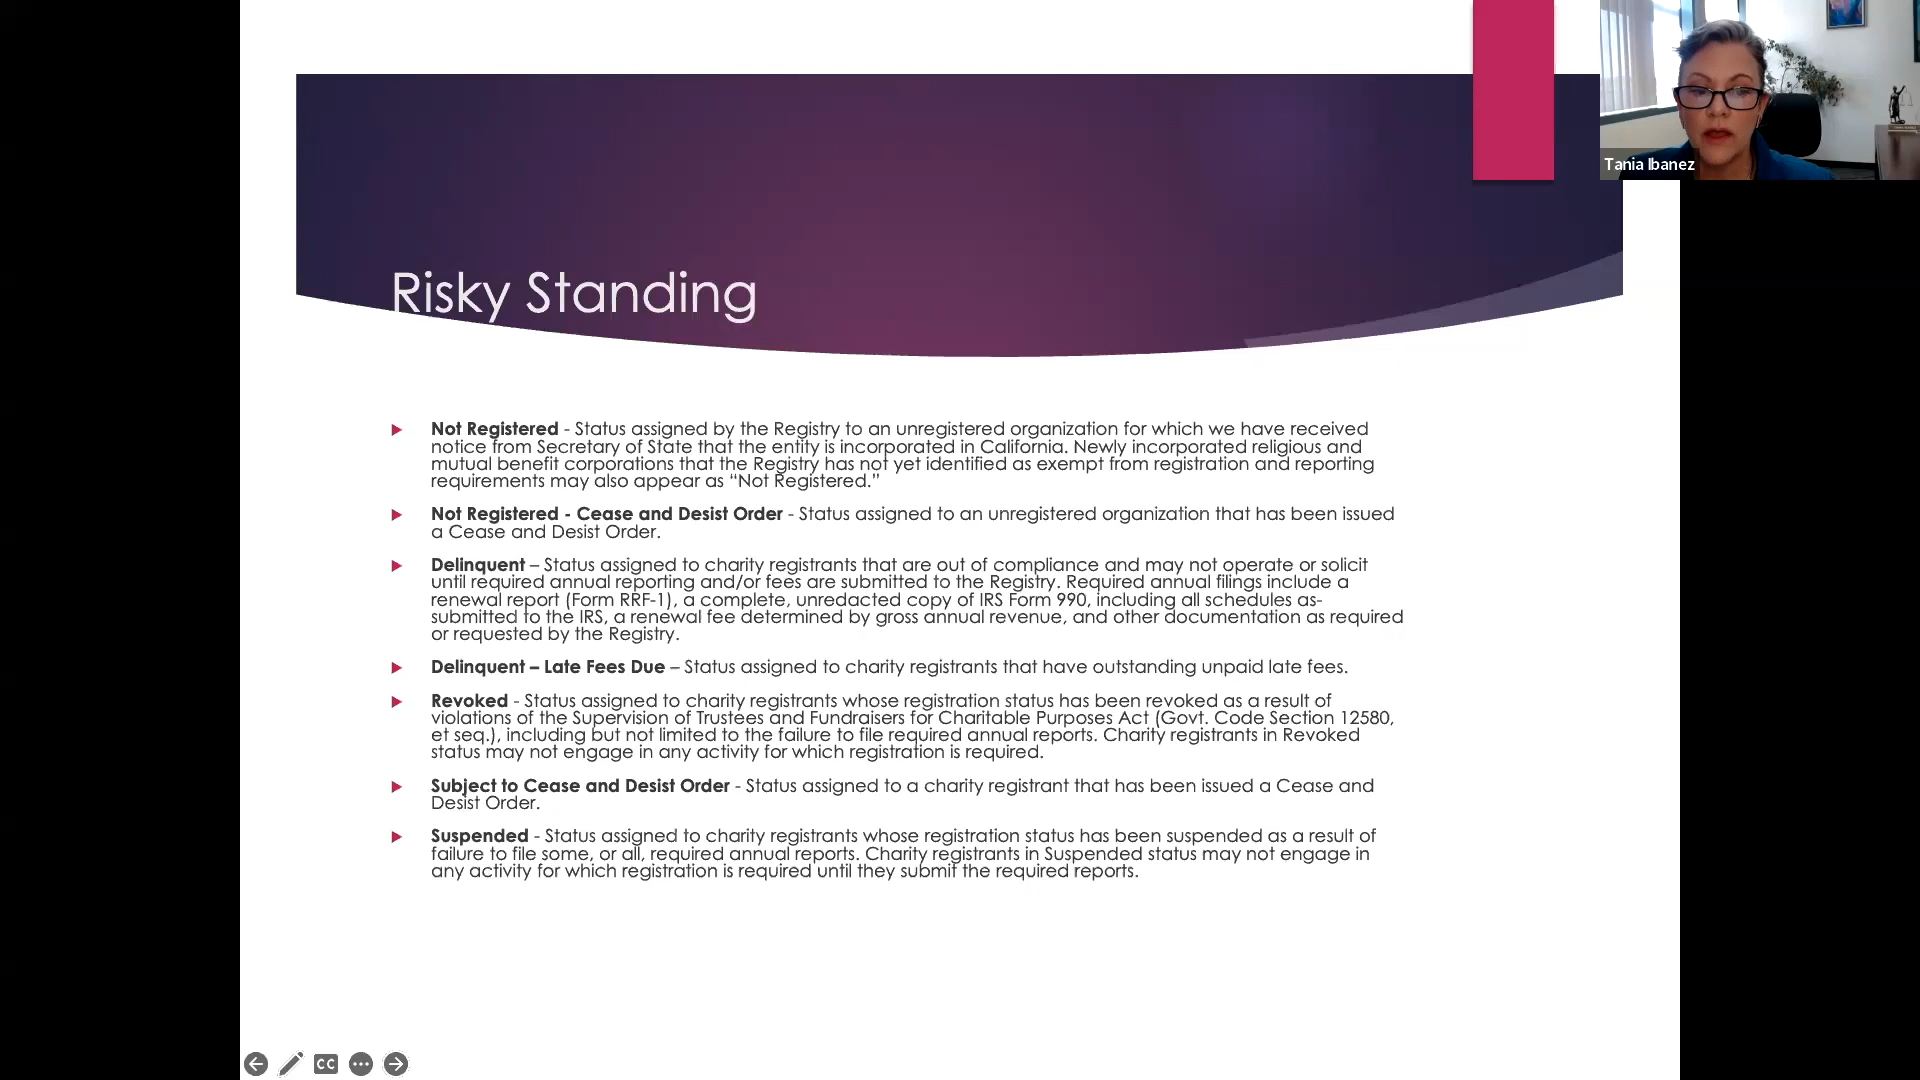 Tania Ibanez
Risky Standing
Not Registered - Status assigned by the Registry to an unregistered organization for which we have received
notice from Secretary of State that the entity is incorporated in California. Newly incorporated religious and
mutual benefit corporations that the Registry has not yet identified as exempt from registration and reporting
requirements may also appear as “Not Registered.”
Not Registered - Cease and Desist Order - Status assigned to an unregistered organization that has been issued
a Cease and Desist Order.
Delinquent – Status assigned to charity registrants that are out of compliance and may not operate or solicit
until required annual reporting and/or fees are submitted to the Registry. Required annual filings include a
renewal report (Form RRF-1), a complete, unredacted copy of IRS Form 990, including all schedules as-
submitted to the IRS, a renewal fee determined by gross annual revenue, and other documentation as required
or requested by the Registry.
Delinquent – Late Fees Due – Status assigned to charity registrants that have outstanding unpaid late fees.
Revoked - Status assigned to charity registrants whose registration status has been revoked as a result of
violations of the Supervision of Trustees and Fundraisers for Charitable Purposes Act (Govt. Code Section 12580,
et seq.), including but not limited to the failure to file required annual reports. Charity registrants in Revoked
status may not engage in any activity for which registration is required.
Subject to Cease and Desist Order - Status assigned to a charity registrant that has been issued a Cease and
Desist Order.
Suspended - Status assigned to charity registrants whose registration status has been suspended as a result of
failure to file some, or all, required annual reports. Charity registrants in Suspended status may not engage in
any activity for which registration is required until they submit the required reports.
CC